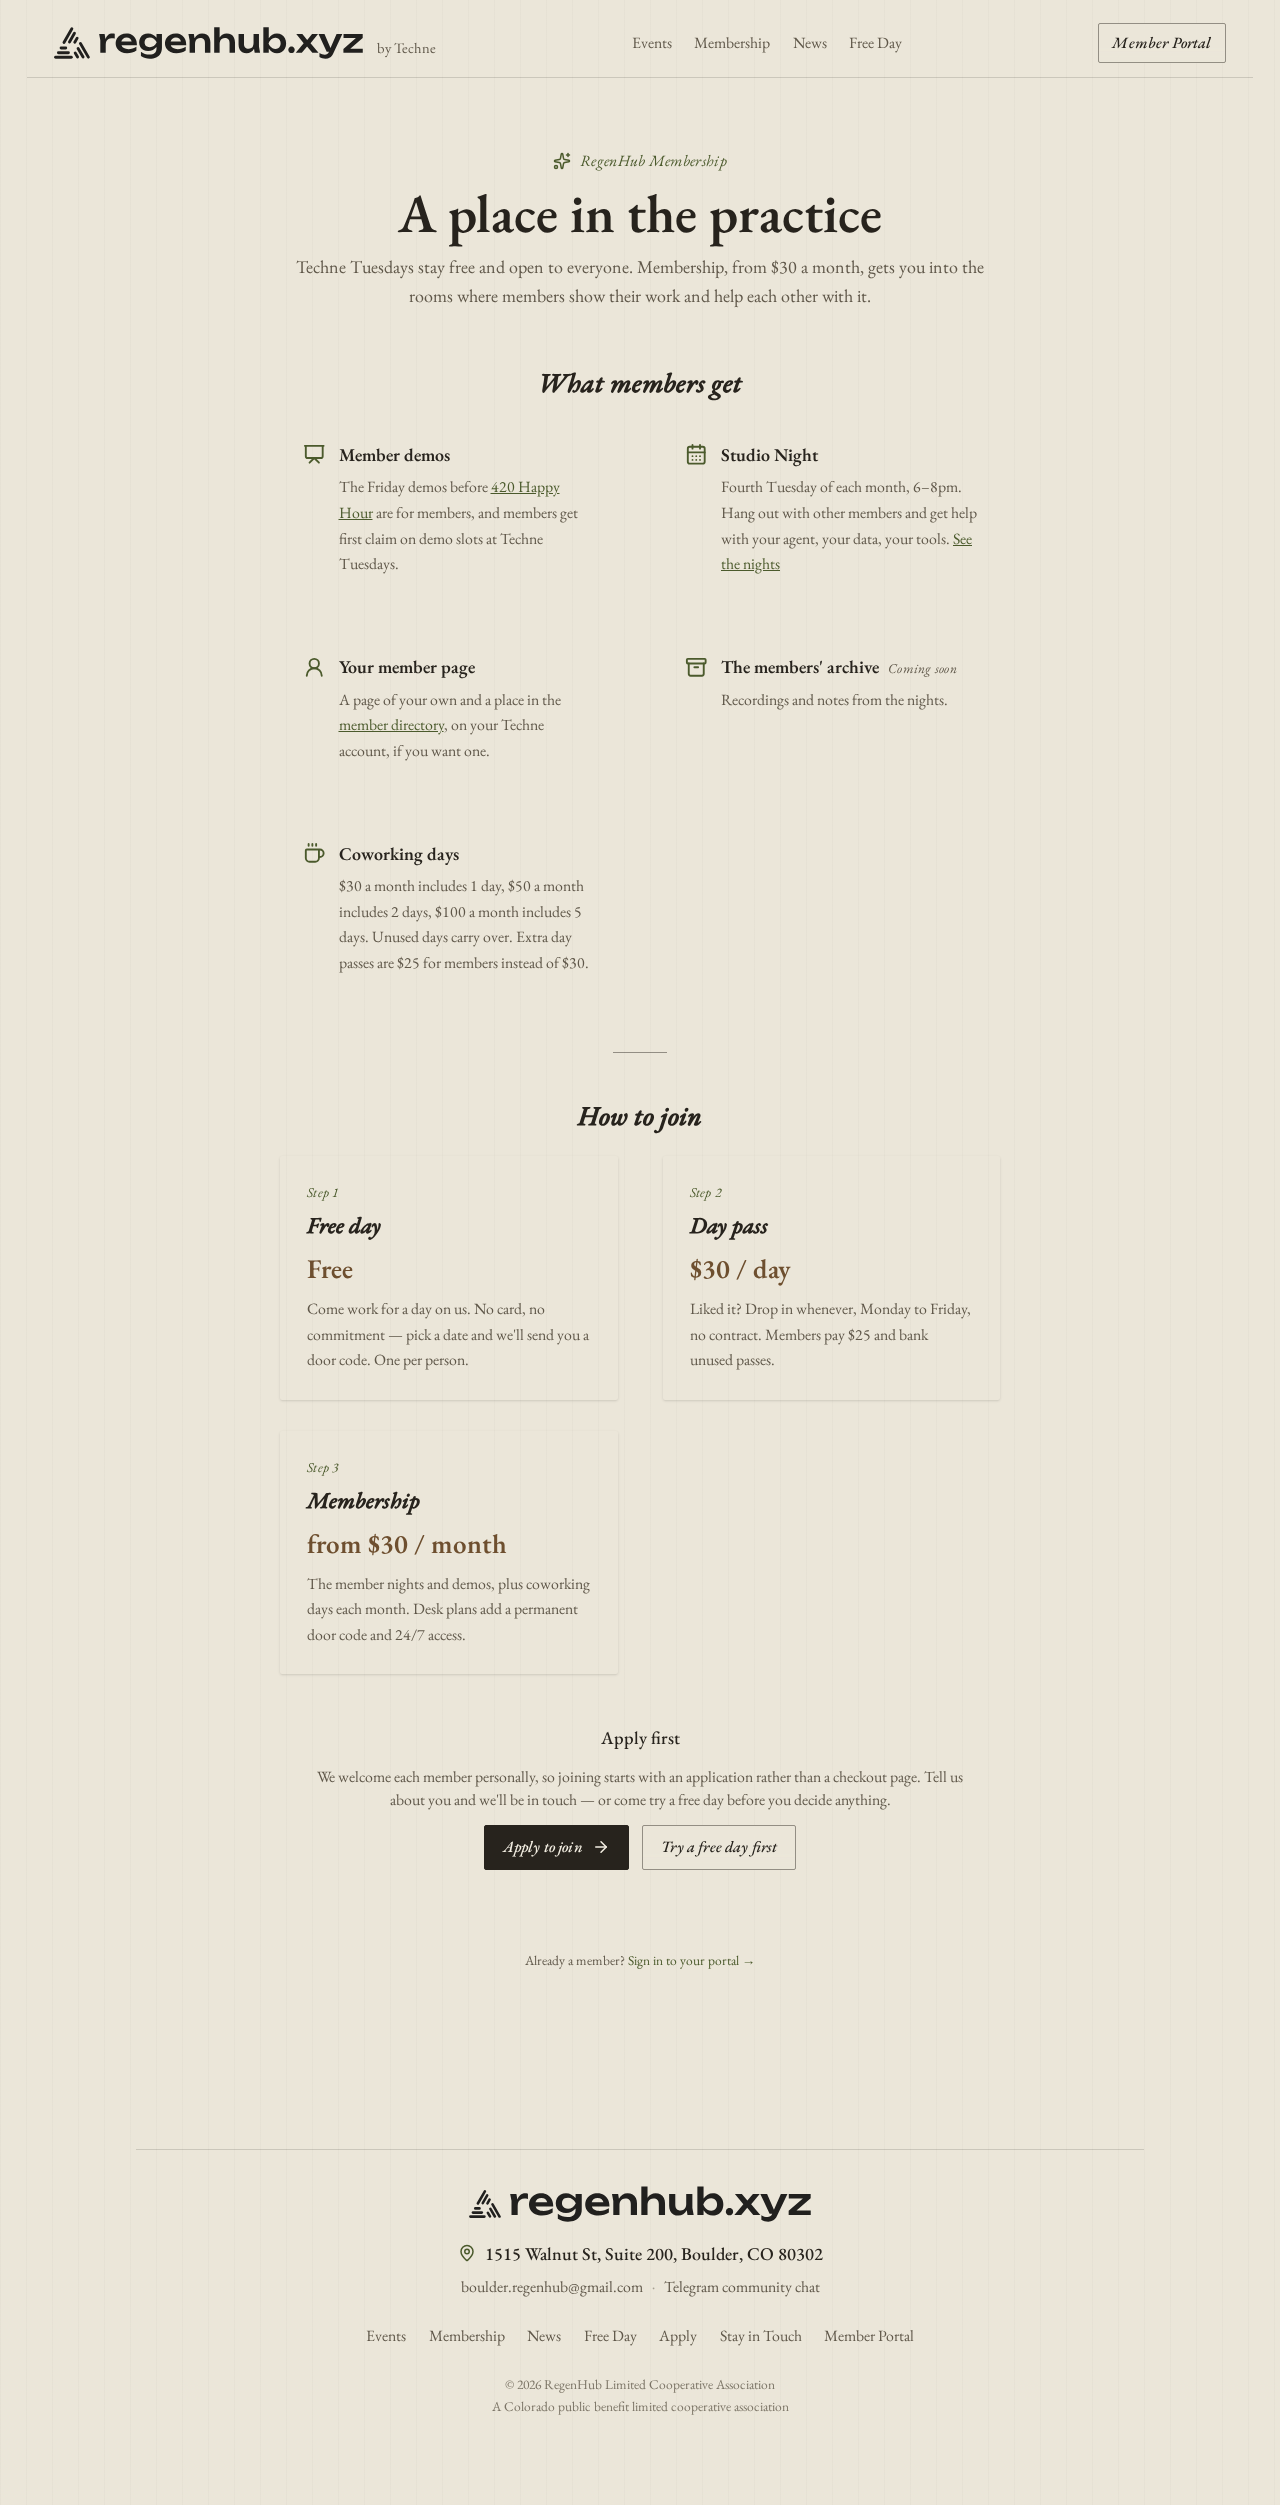 regenhub.xyz by Techne
Events Membership News Free Day
Member Portal
RegenHub Membership
A place in the practice
Techne Tuesdays stay free and open to everyone. Membership, from $30 a month, gets you into the
rooms where members show their work and help each other with it.
What members get
Member demos
The Friday demos before 420 Happy
Hour are for members, and members get
first claim on demo slots at Techne
Tuesdays.
Studio Night
Fourth Tuesday of each month, 6–8pm.
Hang out with other members and get help
with your agent, your data, your tools. See
the nights
Your member page
A page of your own and a place in the
member directory, on your Techne
account, if you want one.
The members' archive Coming soon
Recordings and notes from the nights.
Coworking days
$30 a month includes 1 day, $50 a month
includes 2 days, $100 a month includes 5
days. Unused days carry over. Extra day
passes are $25 for members instead of $30.
How to join
Step 1
Free day
Free
Come work for a day on us. No card, no
commitment — pick a date and we'll send you a
door code. One per person.
Step 2
Day pass
$30 / day
Liked it? Drop in whenever, Monday to Friday,
no contract. Members pay $25 and bank
unused passes.
Step 3
Membership
from $30 / month
The member nights and demos, plus coworking
days each month. Desk plans add a permanent
door code and 24/7 access.
Apply first
We welcome each member personally, so joining starts with an application rather than a checkout page. Tell us
about you and we'll be in touch — or come try a free day before you decide anything.
Apply to join →
Try a free day first
Already a member? Sign in to your portal →
regenhub.xyz
1515 Walnut St, Suite 200, Boulder, CO 80302
boulder.regenhub@gmail.com · Telegram community chat
Events Membership News Free Day Apply Stay in Touch Member Portal
© 2026 RegenHub Limited Cooperative Association
A Colorado public benefit limited cooperative association